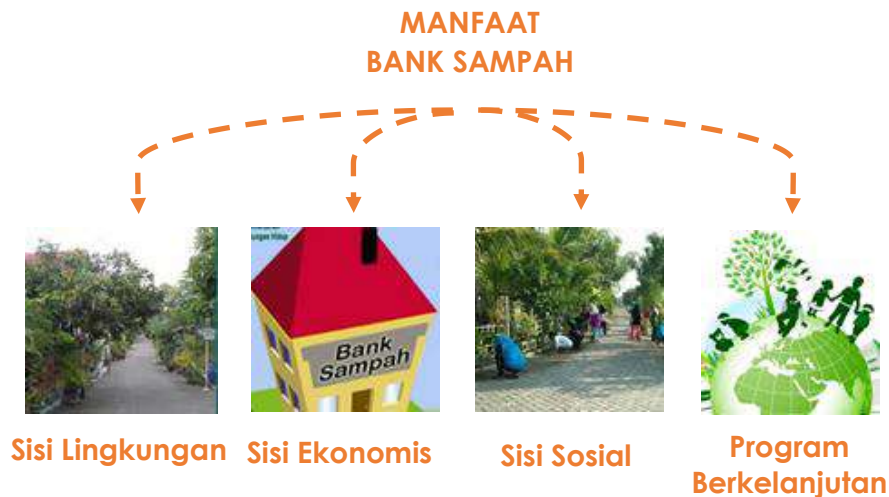 MANFAAT
BANK SAMPAH
Bank
Sampah
Sisi Lingkungan
Sisi Ekonomis
Sisi Sosial
Program
Berkelanjutan